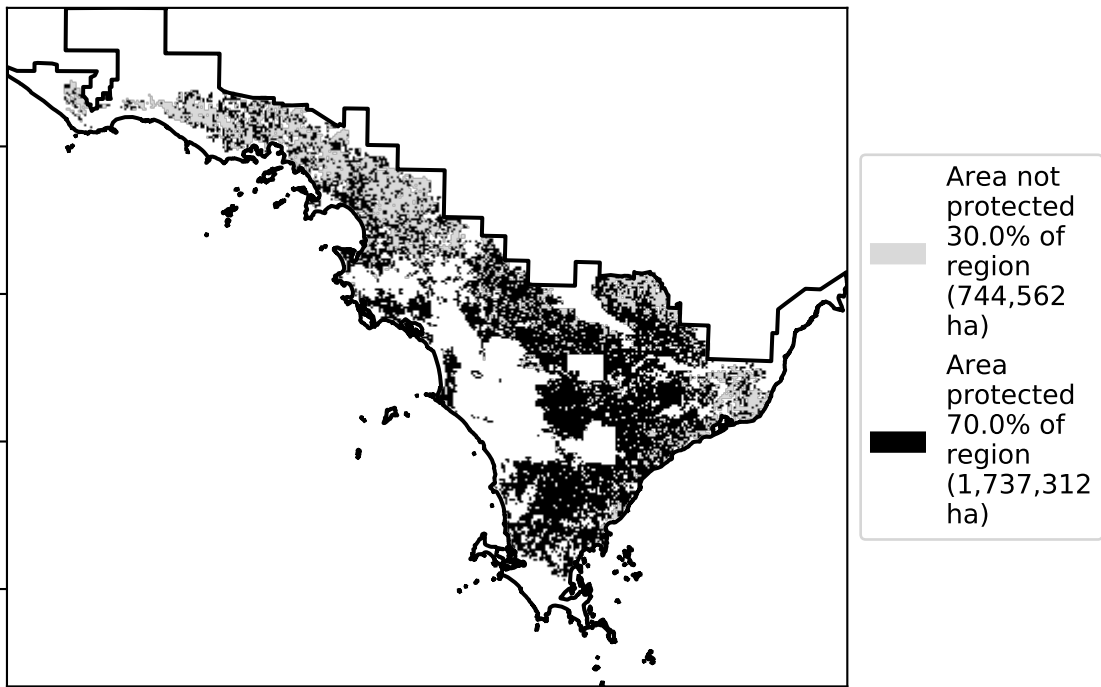 Area not
protected
30.0% of
region
(744,562
ha)
Area
protected
70.0% of
region
(1,737,312
ha)